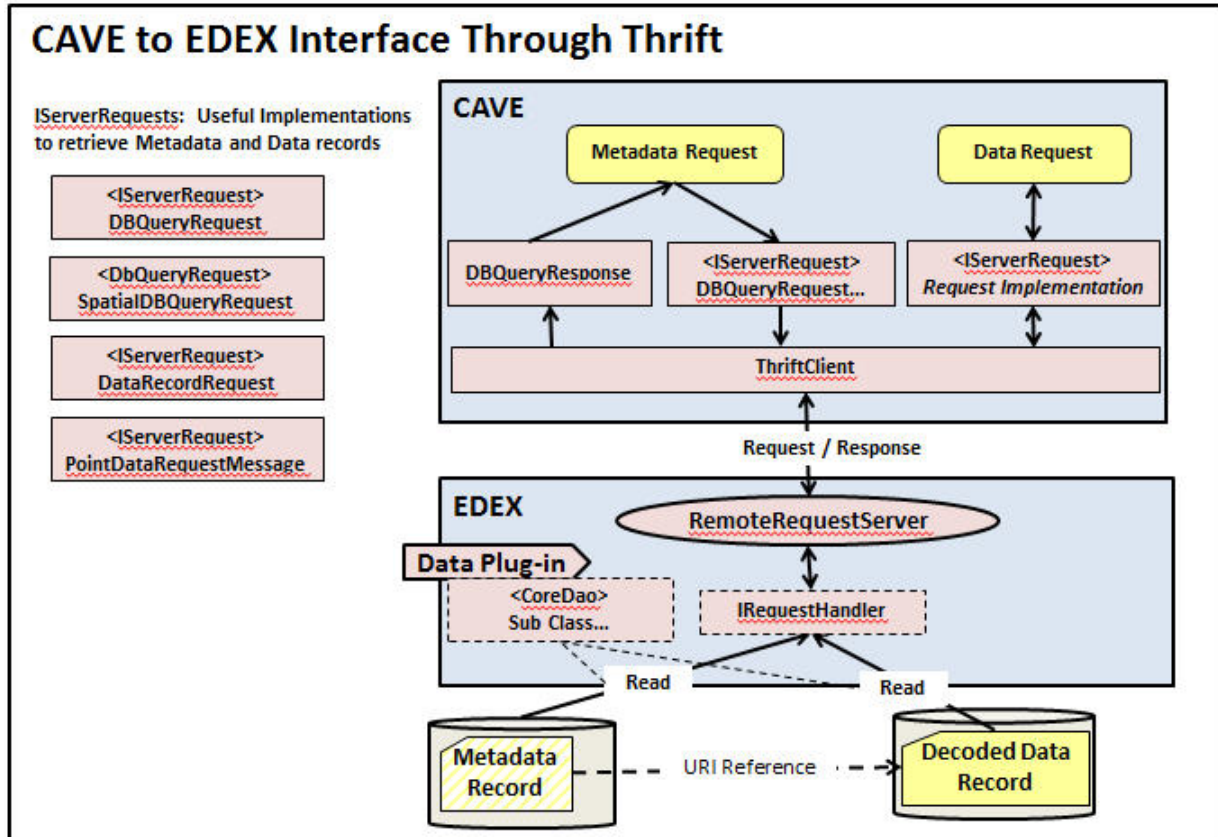 CAVE to EDEX Interface Through Thrift
IServerRequests: Useful Implementations
to retrieve Metadata and Data records
<IServerRequest>
DBQueryRequest
<DbQueryRequest>
SpatialDBQueryRequest
<IServerRequest>
DataRecordRequest
<IServerRequest>
PointDataRequestMessage
CAVE
Metadata Request
Data Request
DBQueryResponse
<IServerRequest>
DBQueryRequest...
<IServerRequest>
Request Implementation
ThriftClient
Request / Response
EDEX
RemoteRequestServer
Data Plug-in
<CoreDao>
Sub Class...
IRequestHandler
Read
Read
Metadata
Record
URI Reference
Decoded Data
Record